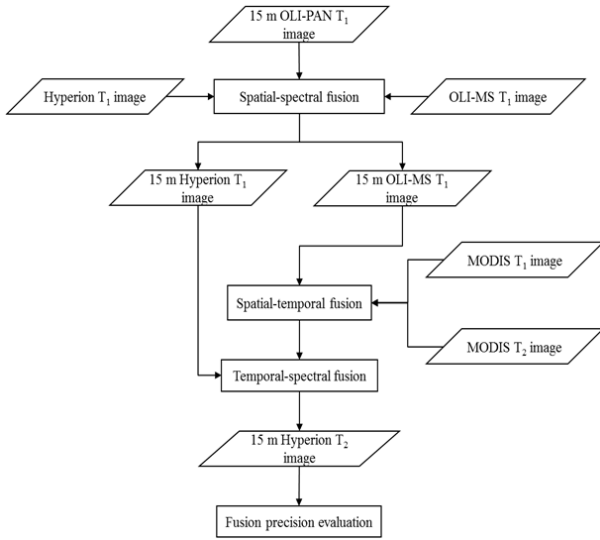 15 m OLI-PAN T₁
image
Hyperion T₁ image
Spatial-spectral fusion
OLI-MS T₁ image
15 m Hyperion T₁
image
15 m OLI-MS T₁
image
MODIS T₁ image
Spatial-temporal fusion
MODIS T₂ image
Temporal-spectral fusion
15 m Hyperion T₂
image
Fusion precision evaluation